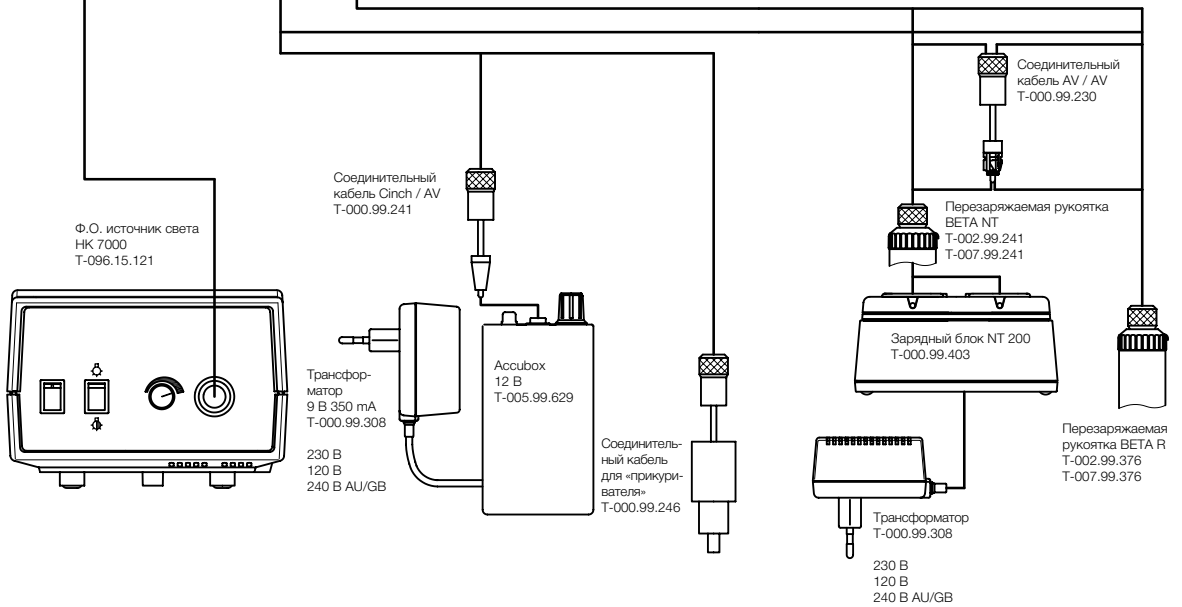 Соединительный
кабель AV / AV
T-000.99.230
Соединительный
кабель Cinch / AV
T-000.99.241
Перезаряжаемая рукоятка
BETA NT
T-002.99.241
T-007.99.241
Ф.О. источник света
HK 7000
T-096.15.121
Зарядный блок NT 200
T-000.99.403
Accubox
12 В
T-005.99.629
Трансфор-
матор
9 В 350 mA
T-000.99.308
230 В
120 В
240 В AU/GB
Соединитель-
ный кабель
для «прикури-
вателя»
T-000.99.246
Перезаряжаемая
рукоятка BETA R
T-002.99.376
T-007.99.376
Трансформатор
T-000.99.308
230 В
120 В
240 В AU/GB